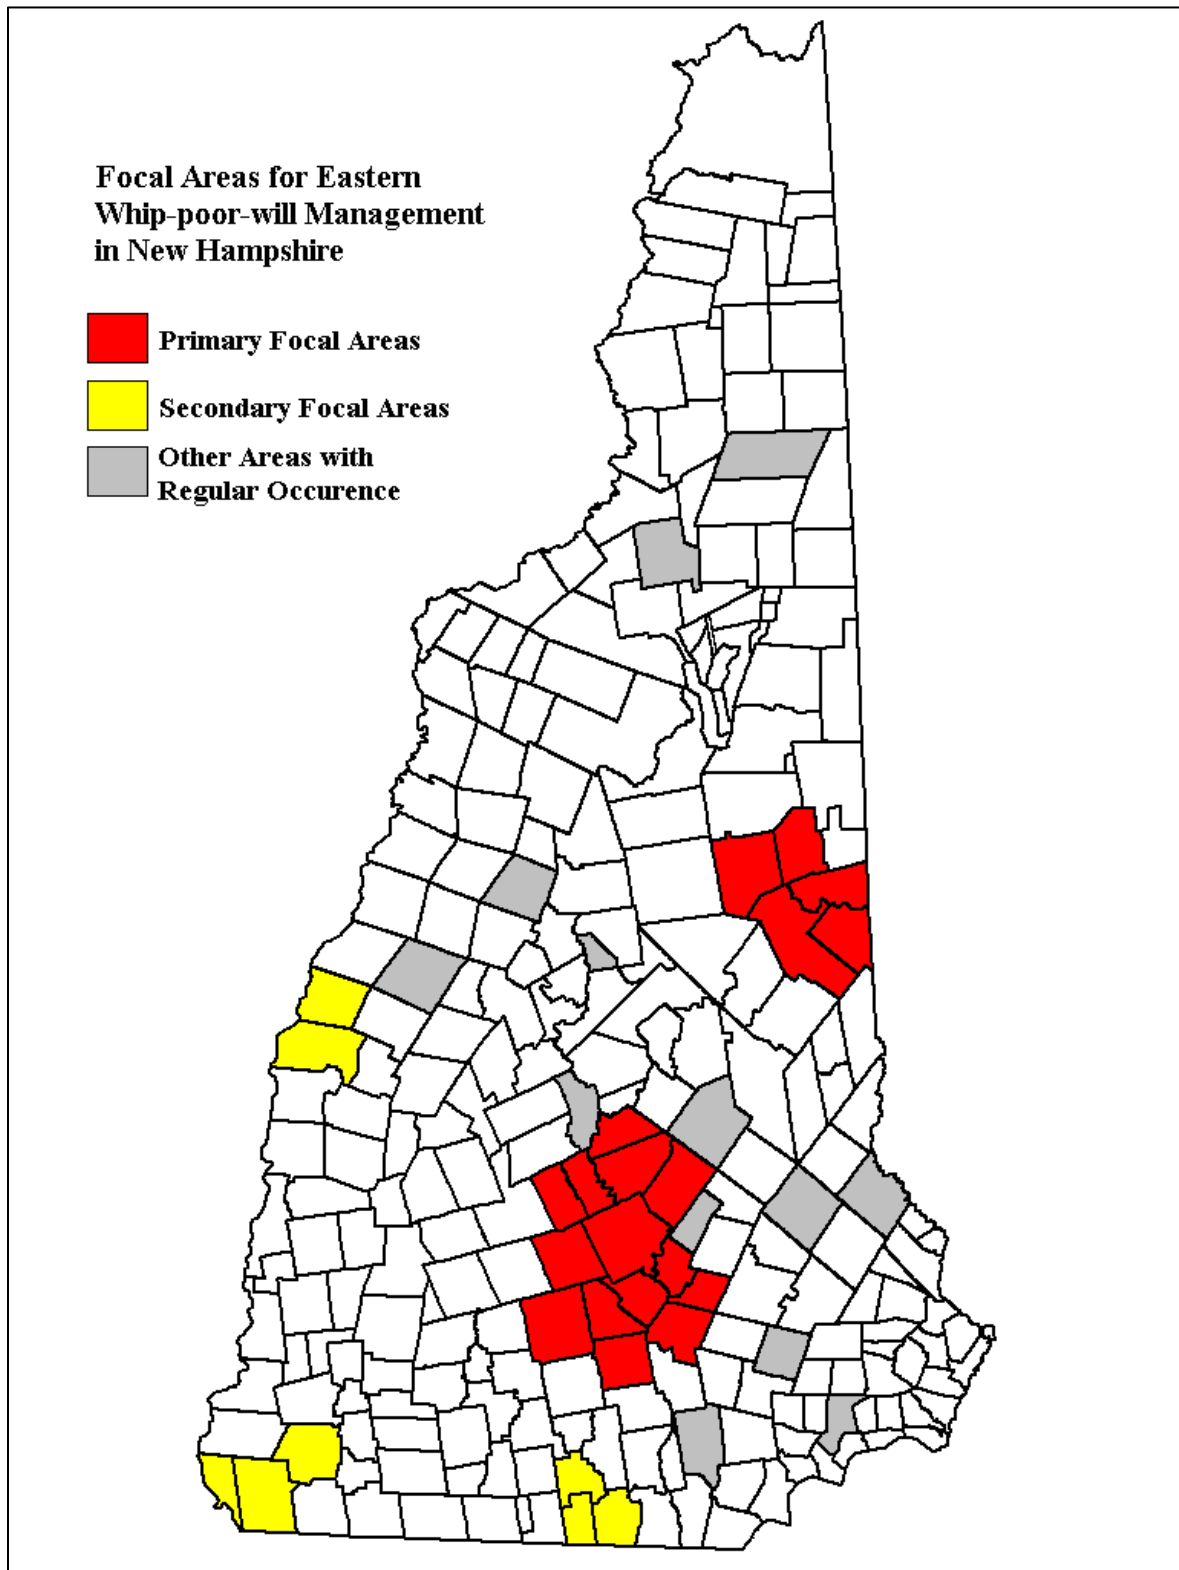 Focal Areas for Eastern
Whip-poor-will Management
in New Hampshire
Primary Focal Areas
Secondary Focal Areas
Other Areas with
Regular Occurence